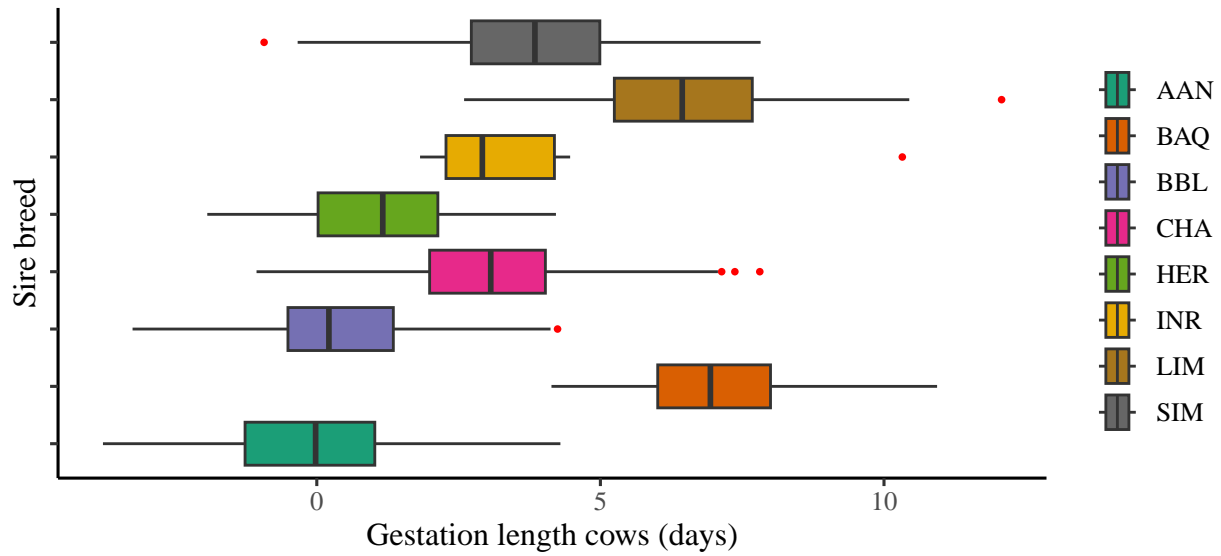 Sire breed
0
5
10
Gestation length cows (days)
AAN
BAQ
BBL
CHA
HER
INR
LIM
SIM